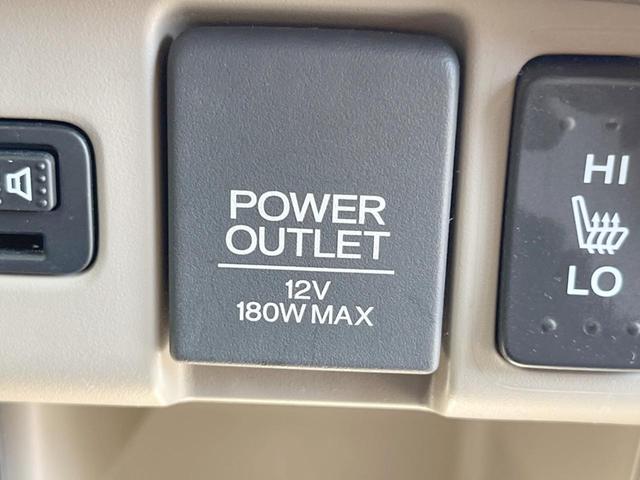 POWER
OUTLET
12V
180W MAX
HI
LO